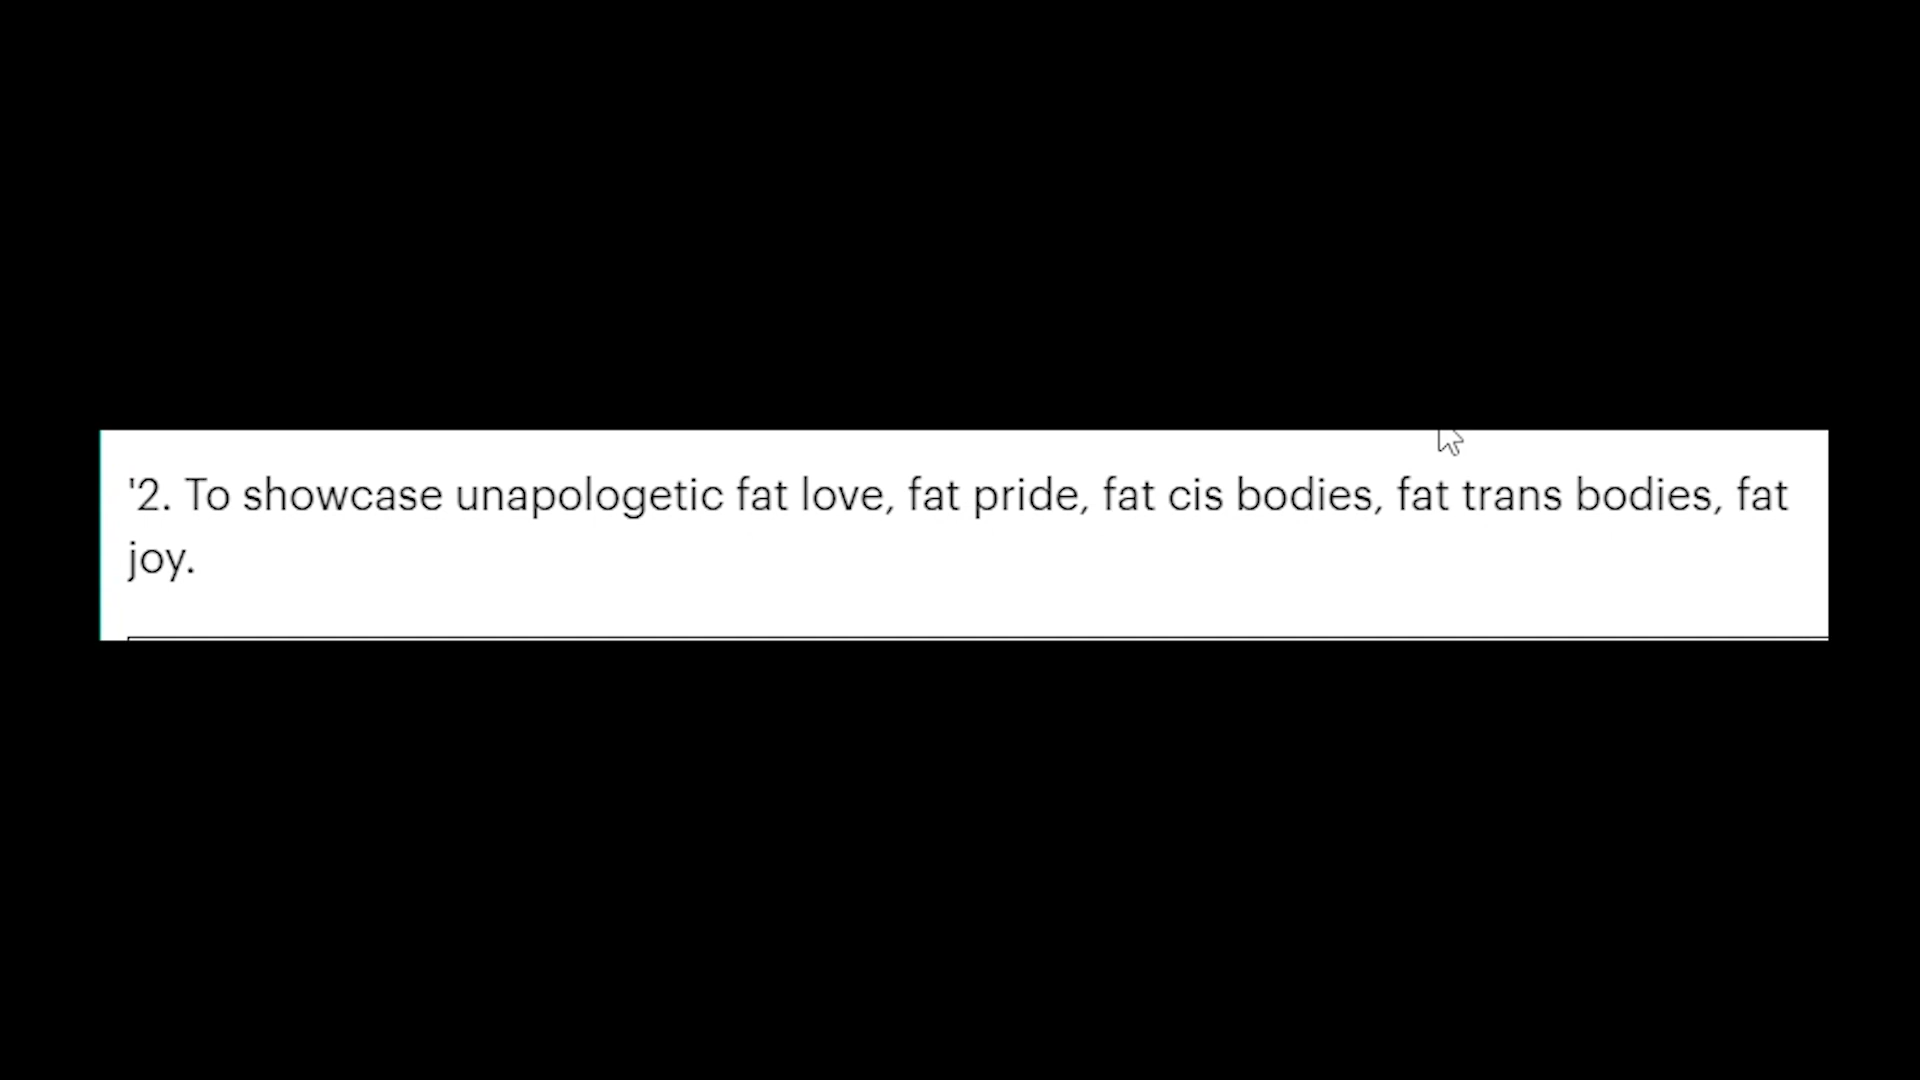 '2. To showcase unapologetic fat love, fat pride, fat cis bodies, fat trans bodies, fat
joy.